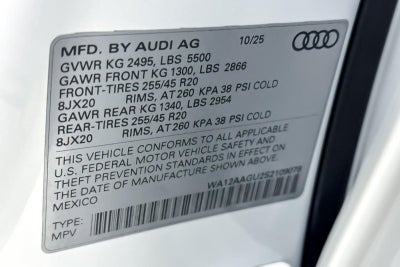 MFD. BY AUDI AG 10/25
GVWR KG 2495, LBS 5500
GAWR FRONT KG 1300, LBS 2866
FRONT-TIRES 255/45 R20
8JX20 RIMS, AT 260 KPA 38 PSI COLD
GAWR REAR KG 1340, LBS 2954
REAR-TIRES 255/45 R20
8JX20 RIMS, AT 260 KPA 38 PSI COLD
THIS VEHICLE CONFORMS TO ALL APPLICABLE
U.S. FEDERAL MOTOR VEHICLE SAFETY AND
THEFT PREVENTION STANDARDS IN EFFECT ON
THE DATE OF MANUFACTURE SHOWN ABOVE.
MEXICO WA12AAGU2S2109078
TYPE:
MPV